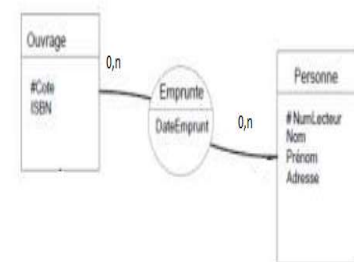 Ouvrage
#Cote
ISBN
0,n
Emprunte
DateEmprunt
0,n
Personne
#NumLecteur
Nom
Prénom
Adresse